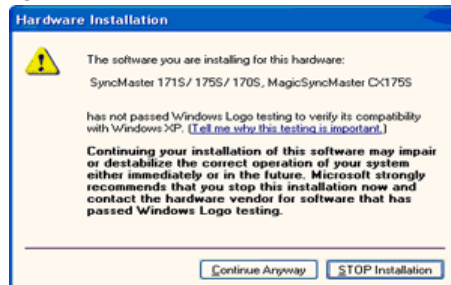 Hardware Installation
The software you are installing for this hardware:
SyncMaster 171S/ 175S/ 170S, MagicSyncMaster CX175S
has not passed Windows Logo testing to verify its compatibility
with Windows XP. (Tell me why this testing is important.)
Continuing your installation of this software may impair
or destabilize the correct operation of your system
either immediately or in the future. Microsoft strongly
recommends that you stop this installation now and
contact the hardware vendor for software that has
passed Windows Logo testing.
Continue Anyway STOP Installation